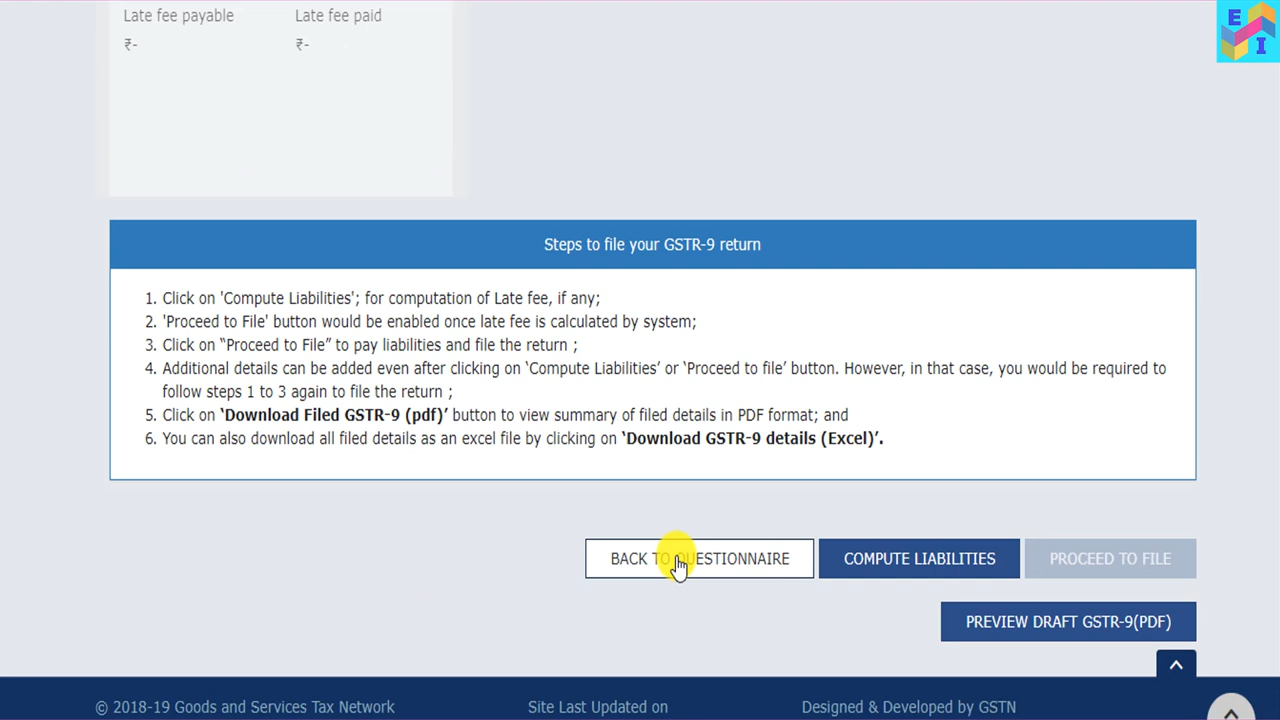 Late fee payable Late fee paid
₹- ₹-
E
I
Steps to file your GSTR-9 return
1. Click on 'Compute Liabilities'; for computation of Late fee, if any;
2. 'Proceed to File' button would be enabled once late fee is calculated by system;
3. Click on “Proceed to File” to pay liabilities and file the return ;
4. Additional details can be added even after clicking on ‘Compute Liabilities’ or ‘Proceed to file’ button. However, in that case, you would be required to
follow steps 1 to 3 again to file the return ;
5. Click on ‘Download Filed GSTR-9 (pdf)’ button to view summary of filed details in PDF format; and
6. You can also download all filed details as an excel file by clicking on ‘Download GSTR-9 details (Excel)’.
BACK TO QUESTIONNAIRE COMPUTE LIABILITIES PROCEED TO FILE
PREVIEW DRAFT GSTR-9(PDF)
© 2018-19 Goods and Services Tax Network Site Last Updated on Designed & Developed by GSTN